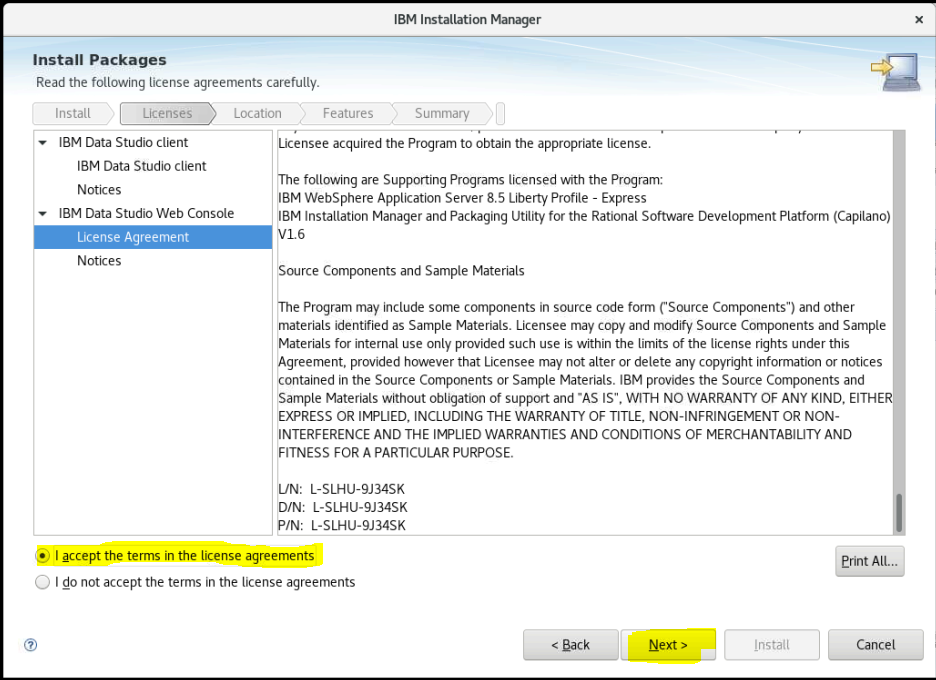 IBM Installation Manager
Install Packages
Read the following license agreements carefully.
Install
Licenses
Location
Features
Summary
IBM Data Studio client
IBM Data Studio client
Notices
IBM Data Studio Web Console
License Agreement
Notices
Licensee acquired the Program to obtain the appropriate license.
The following are Supporting Programs licensed with the Program:
IBM WebSphere Application Server 8.5 Liberty Profile - Express
IBM Installation Manager and Packaging Utility for the Rational Software Development Platform (Capilano)
V1.6
Source Components and Sample Materials
The Program may include some components in source code form ("Source Components") and other
materials identified as Sample Materials. Licensee may copy and modify Source Components and Sample
Materials for internal use only provided such use is within the limits of the license rights under this
Agreement, provided however that Licensee may not alter or delete any copyright information or notices
contained in the Source Components or Sample Materials. IBM provides the Source Components and
Sample Materials without obligation of support and "AS IS", WITH NO WARRANTY OF ANY KIND, EITHER
EXPRESS OR IMPLIED, INCLUDING THE WARRANTY OF TITLE, NON-INFRINGEMENT OR NON-
INTERFERENCE AND THE IMPLIED WARRANTIES AND CONDITIONS OF MERCHANTABILITY AND
FITNESS FOR A PARTICULAR PURPOSE.
L/N: L-SLHU-9J34SK
D/N: L-SLHU-9J34SK
P/N: L-SLHU-9J34SK
I accept the terms in the license agreements
I do not accept the terms in the license agreements
Print All...
< Back
Next >
Install
Cancel